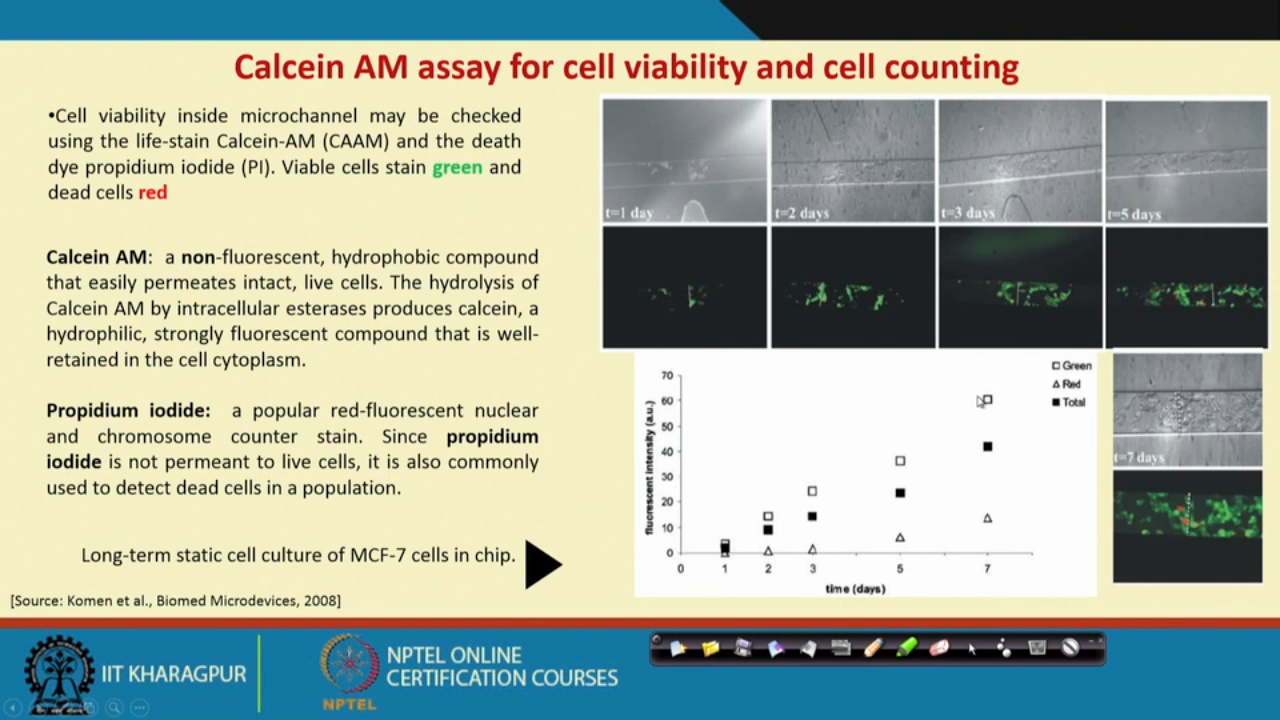 Calcein AM assay for cell viability and cell counting
•Cell viability inside microchannel may be checked
using the life-stain Calcein-AM (CAAM) and the death
dye propidium iodide (PI). Viable cells stain green and
dead cells red
Calcein AM: a non-fluorescent, hydrophobic compound
that easily permeates intact, live cells. The hydrolysis of
Calcein AM by intracellular esterases produces calcein, a
hydrophilic, strongly fluorescent compound that is well-
retained in the cell cytoplasm.
Propidium iodide: a popular red-fluorescent nuclear
and chromosome counter stain. Since propidium
iodide is not permeant to live cells, it is also commonly
used to detect dead cells in a population.
Long-term static cell culture of MCF-7 cells in chip.
[Source: Komen et al., Biomed Microdevices, 2008]
t=1 day
t=2 days
t=3 days
t=5 days
Green
Red
Total
fluorescent intensity (a.u.)
70
60
50
40
30
20
10
0
0 1 2 3 5 7
time (days)
t=7 days
IIT KHARAGPUR
NPTEL
NPTEL ONLINE
CERTIFICATION COURSES